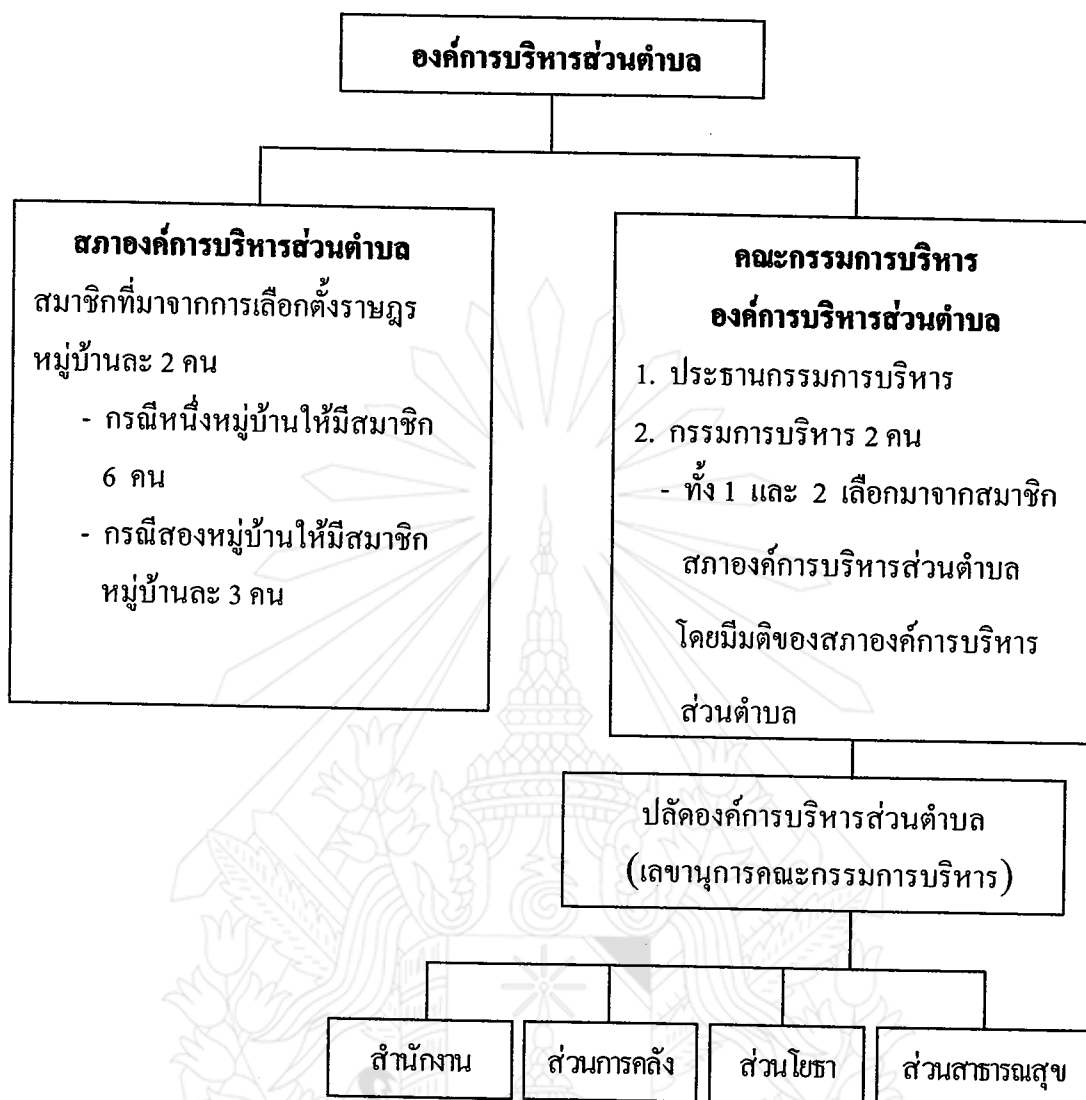 องค์การบริหารส่วนตำบล
สภาองค์การบริหารส่วนตำบล
สมาชิกที่มาจากการเลือกตั้งราษฎร
หมู่บ้านละ 2 คน
- กรณีหนึ่งหมู่บ้านให้มีสมาชิก
6 คน
- กรณีสองหมู่บ้านให้มีสมาชิก
หมู่บ้านละ 3 คน
คณะกรรมการบริหาร
องค์การบริหารส่วนตำบล
1. ประธานกรรมการบริหาร
2. กรรมการบริหาร 2 คน
- ทั้ง 1 และ 2 เลือกมาจากสมาชิก
สภาองค์การบริหารส่วนตำบล
โดยมีมติของสภาองค์การบริหาร
ส่วนตำบล
ปลัดองค์การบริหารส่วนตำบล
(เลขานุการคณะกรรมการบริหาร)
สำนักงาน
ส่วนการคลัง
ส่วนโยธา
ส่วนสาธารณสุข